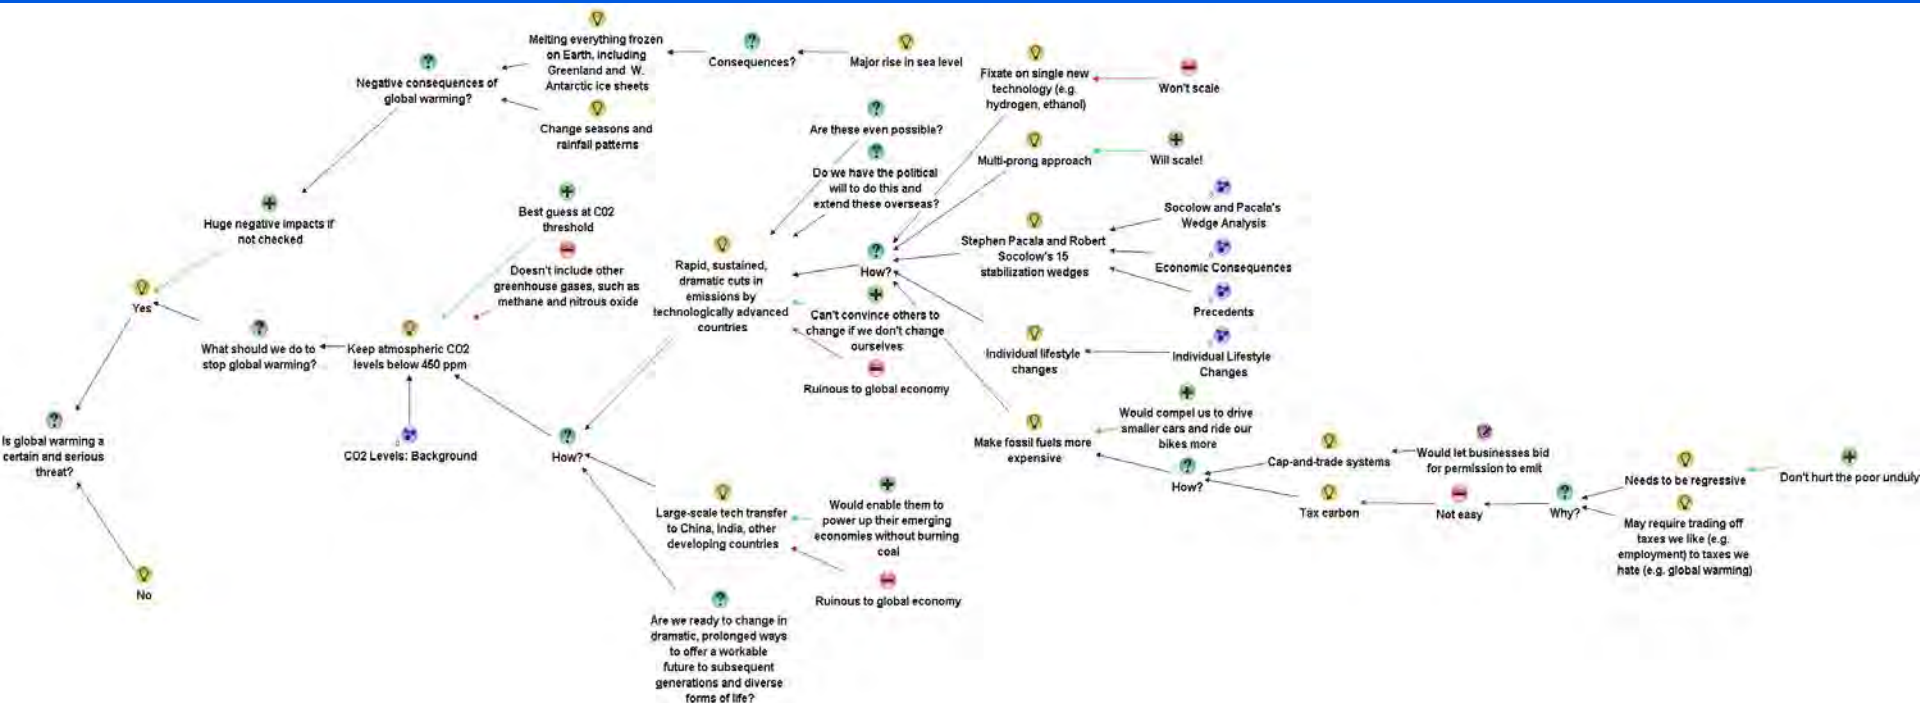 Melting everything frozen
on Earth, including
Greenland and W.
Antarctic ice sheets
Consequences?
Major rise in sea level
Negative consequences of
global warming?
Change seasons and
rainfall patterns
Fixate on single new
technology (e.g.
hydrogen, ethanol)
Won't scale
Are these even possible?
Do we have the political
will to do this and
extend these overseas?
Multi-prong approach
Will scale!
Huge negative impacts if
not checked
Best guess at C02
threshold
Doesn't include other
greenhouse gases, such as
methane and nitrous oxide
Rapid, sustained,
dramatic cuts in
emissions by
technologically advanced
countries
How?
Stephen Pacala and Robert
Socolow's 15
stabilization wedges
Socolow and Pacala's
Wedge Analysis
Economic Consequences
Precedents
Yes
What should we do to
stop global warming?
Keep atmospheric CO2
levels below 450 ppm
Can't convince others to
change if we don't change
ourselves
Ruinous to global economy
Individual lifestyle
changes
Individual Lifestyle
Changes
Is global warming a
certain and serious
threat?
CO2 Levels: Background
How?
Make fossil fuels more
expensive
Would compel us to drive
smaller cars and ride our
bikes more
How?
Cap-and-trade systems
Would let businesses bid
for permission to emit
Tax carbon
Not easy
Why?
Needs to be regressive
Don't hurt the poor unduly
May require trading off
taxes we like (e.g.
employment) to taxes we
hate (e.g. global warming)
No
Large-scale tech transfer
to China, India, other
developing countries
Would enable them to
power up their emerging
economies without burning
coal
Ruinous to global economy
Are we ready to change in
dramatic, prolonged ways
to offer a workable
future to subsequent
generations and diverse
forms of life?